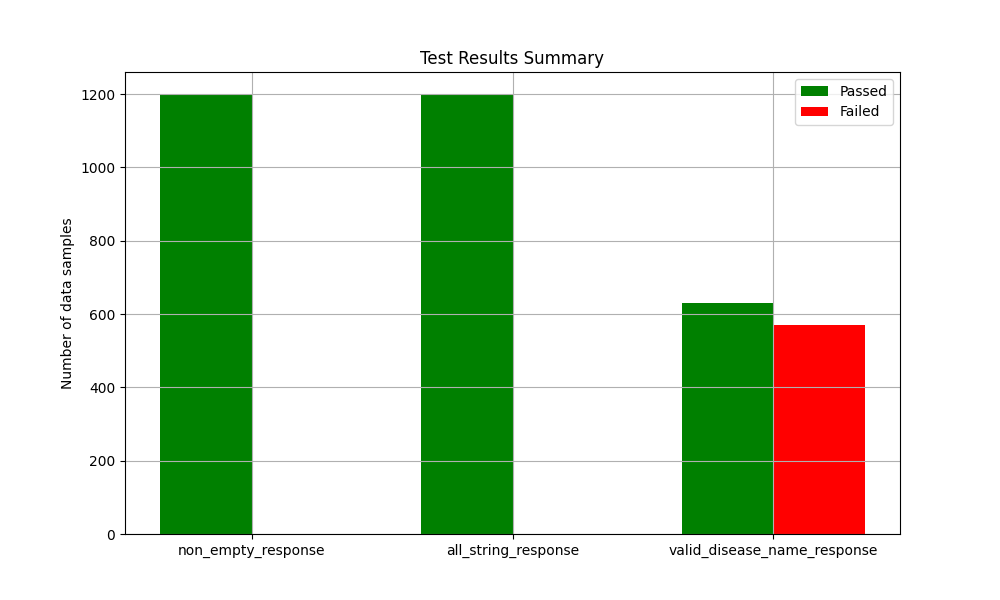 Test Results Summary
Passed
Failed
Number of data samples
1200
1000
800
600
400
200
0
non_empty_response
all_string_response
valid_disease_name_response